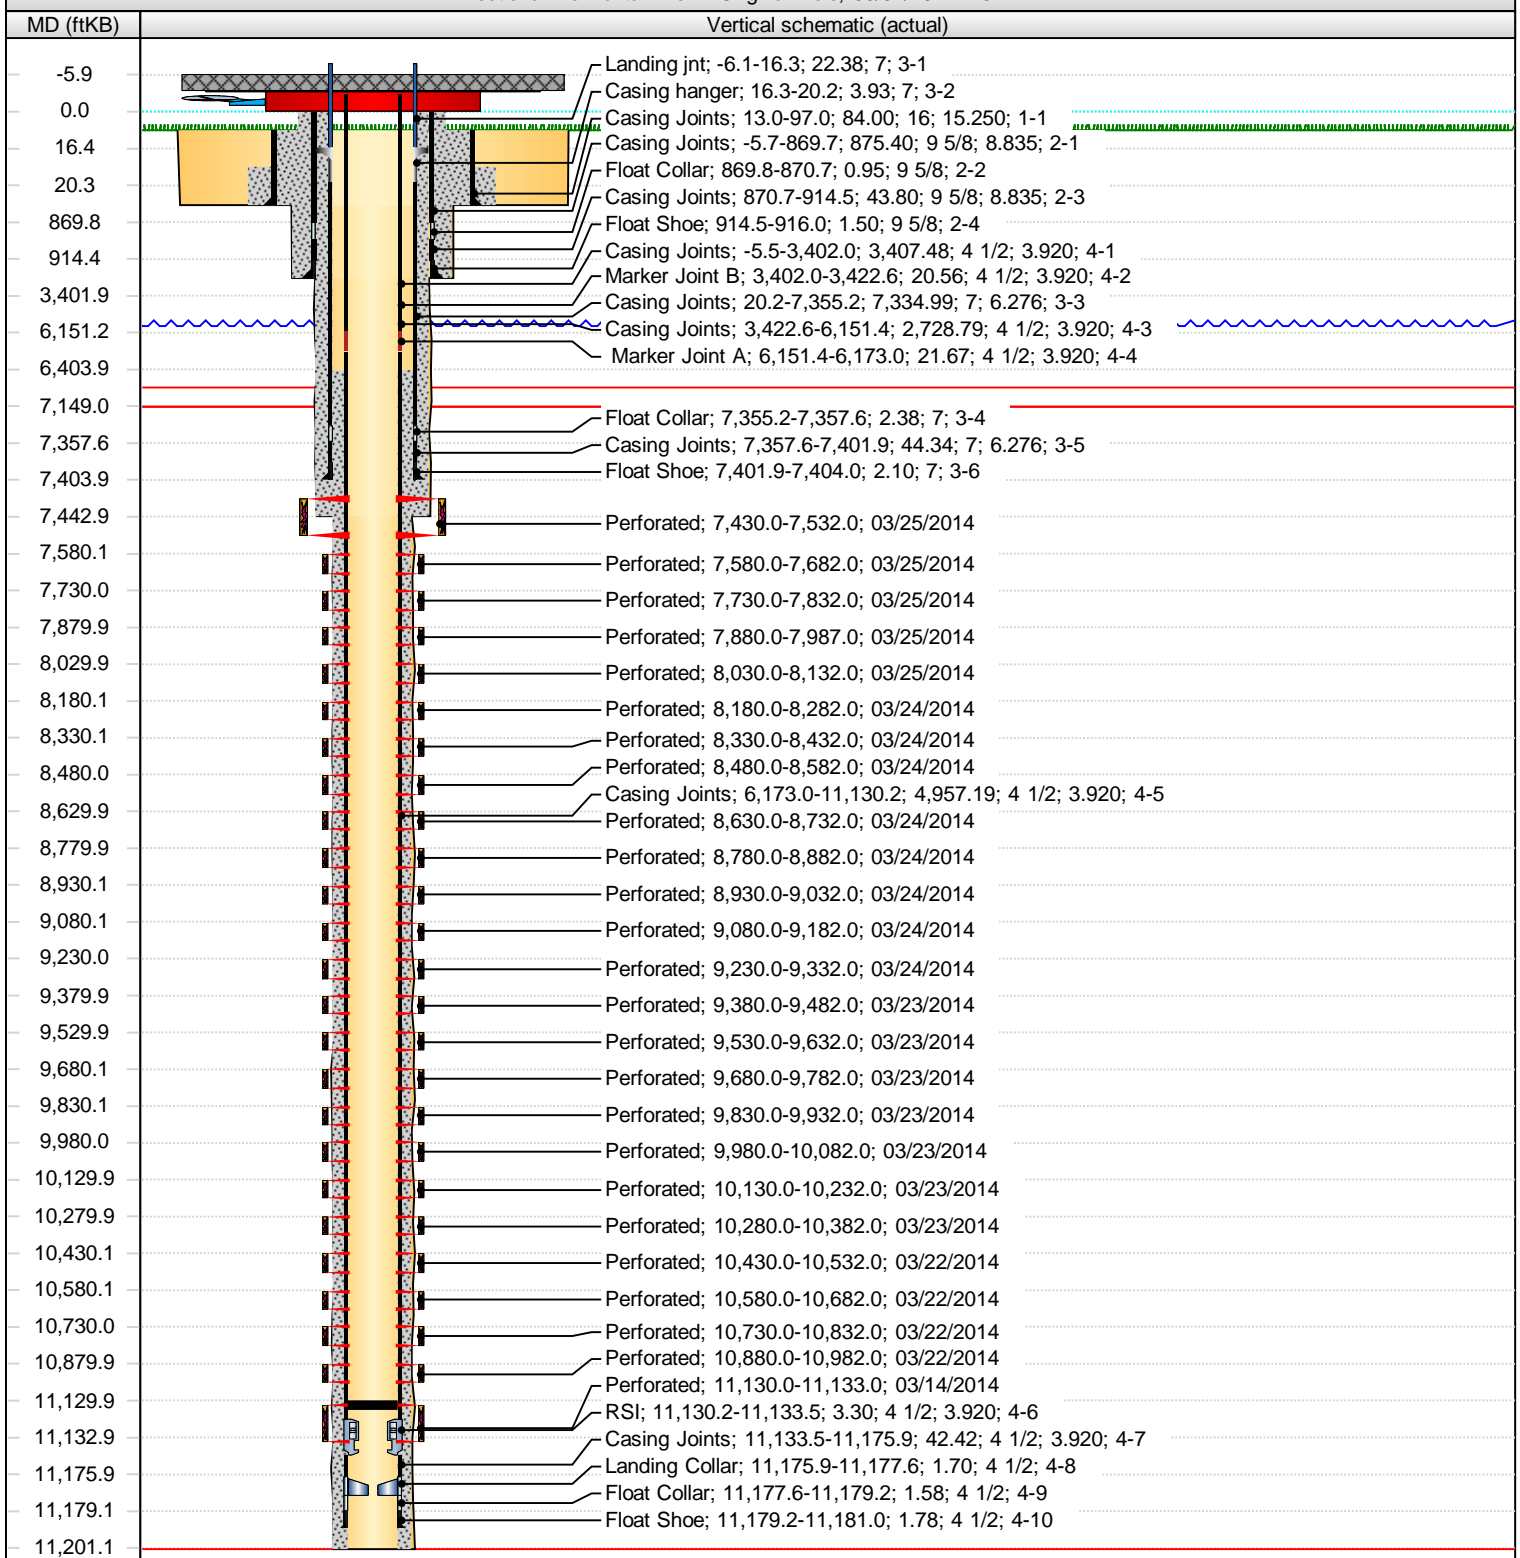 MD (ftKB)
Vertical schematic (actual)
-5.9
0.0
16.4
20.3
869.8
914.4
3,401.9
6,151.2
6,403.9
7,149.0
7,357.6
7,403.9
7,442.9
7,580.1
7,730.0
7,879.9
8,029.9
8,180.1
8,330.1
8,480.0
8,629.9
8,779.9
8,930.1
9,080.1
9,230.0
9,379.9
9,529.9
9,680.1
9,830.1
9,980.0
10,129.9
10,279.9
10,430.1
10,580.1
10,730.0
10,879.9
11,129.9
11,132.9
11,175.9
11,179.1
11,201.1
Landing jnt; -6.1-16.3; 22.38; 7; 3-1
Casing hanger; 16.3-20.2; 3.93; 7; 3-2
Casing Joints; 13.0-97.0; 84.00; 16; 15.250; 1-1
Casing Joints; -5.7-869.7; 875.40; 9 5/8; 8.835; 2-1
Float Collar; 869.8-870.7; 0.95; 9 5/8; 2-2
Casing Joints; 870.7-914.5; 43.80; 9 5/8; 8.835; 2-3
Float Shoe; 914.5-916.0; 1.50; 9 5/8; 2-4
Casing Joints; -5.5-3,402.0; 3,407.48; 4 1/2; 3.920; 4-1
Marker Joint B; 3,402.0-3,422.6; 20.56; 4 1/2; 3.920; 4-2
Casing Joints; 20.2-7,355.2; 7,334.99; 7; 6.276; 3-3
Casing Joints; 3,422.6-6,151.4; 2,728.79; 4 1/2; 3.920; 4-3
Marker Joint A; 6,151.4-6,173.0; 21.67; 4 1/2; 3.920; 4-4
Float Collar; 7,355.2-7,357.6; 2.38; 7; 3-4
Casing Joints; 7,357.6-7,401.9; 44.34; 7; 6.276; 3-5
Float Shoe; 7,401.9-7,404.0; 2.10; 7; 3-6
Perforated; 7,430.0-7,532.0; 03/25/2014
Perforated; 7,580.0-7,682.0; 03/25/2014
Perforated; 7,730.0-7,832.0; 03/25/2014
Perforated; 7,880.0-7,987.0; 03/25/2014
Perforated; 8,030.0-8,132.0; 03/25/2014
Perforated; 8,180.0-8,282.0; 03/24/2014
Perforated; 8,330.0-8,432.0; 03/24/2014
Perforated; 8,480.0-8,582.0; 03/24/2014
Casing Joints; 6,173.0-11,130.2; 4,957.19; 4 1/2; 3.920; 4-5
Perforated; 8,630.0-8,732.0; 03/24/2014
Perforated; 8,780.0-8,882.0; 03/24/2014
Perforated; 8,930.0-9,032.0; 03/24/2014
Perforated; 9,080.0-9,182.0; 03/24/2014
Perforated; 9,230.0-9,332.0; 03/24/2014
Perforated; 9,380.0-9,482.0; 03/23/2014
Perforated; 9,530.0-9,632.0; 03/23/2014
Perforated; 9,680.0-9,782.0; 03/23/2014
Perforated; 9,830.0-9,932.0; 03/23/2014
Perforated; 9,980.0-10,082.0; 03/23/2014
Perforated; 10,130.0-10,232.0; 03/23/2014
Perforated; 10,280.0-10,382.0; 03/23/2014
Perforated; 10,430.0-10,532.0; 03/22/2014
Perforated; 10,580.0-10,682.0; 03/22/2014
Perforated; 10,730.0-10,832.0; 03/22/2014
Perforated; 10,880.0-10,982.0; 03/22/2014
Perforated; 11,130.0-11,133.0; 03/14/2014
RSI; 11,130.2-11,133.5; 3.30; 4 1/2; 3.920; 4-6
Casing Joints; 11,133.5-11,175.9; 42.42; 4 1/2; 3.920; 4-7
Landing Collar; 11,175.9-11,177.6; 1.70; 4 1/2; 4-8
Float Collar; 11,177.6-11,179.2; 1.58; 4 1/2; 4-9
Float Shoe; 11,179.2-11,181.0; 1.78; 4 1/2; 4-10